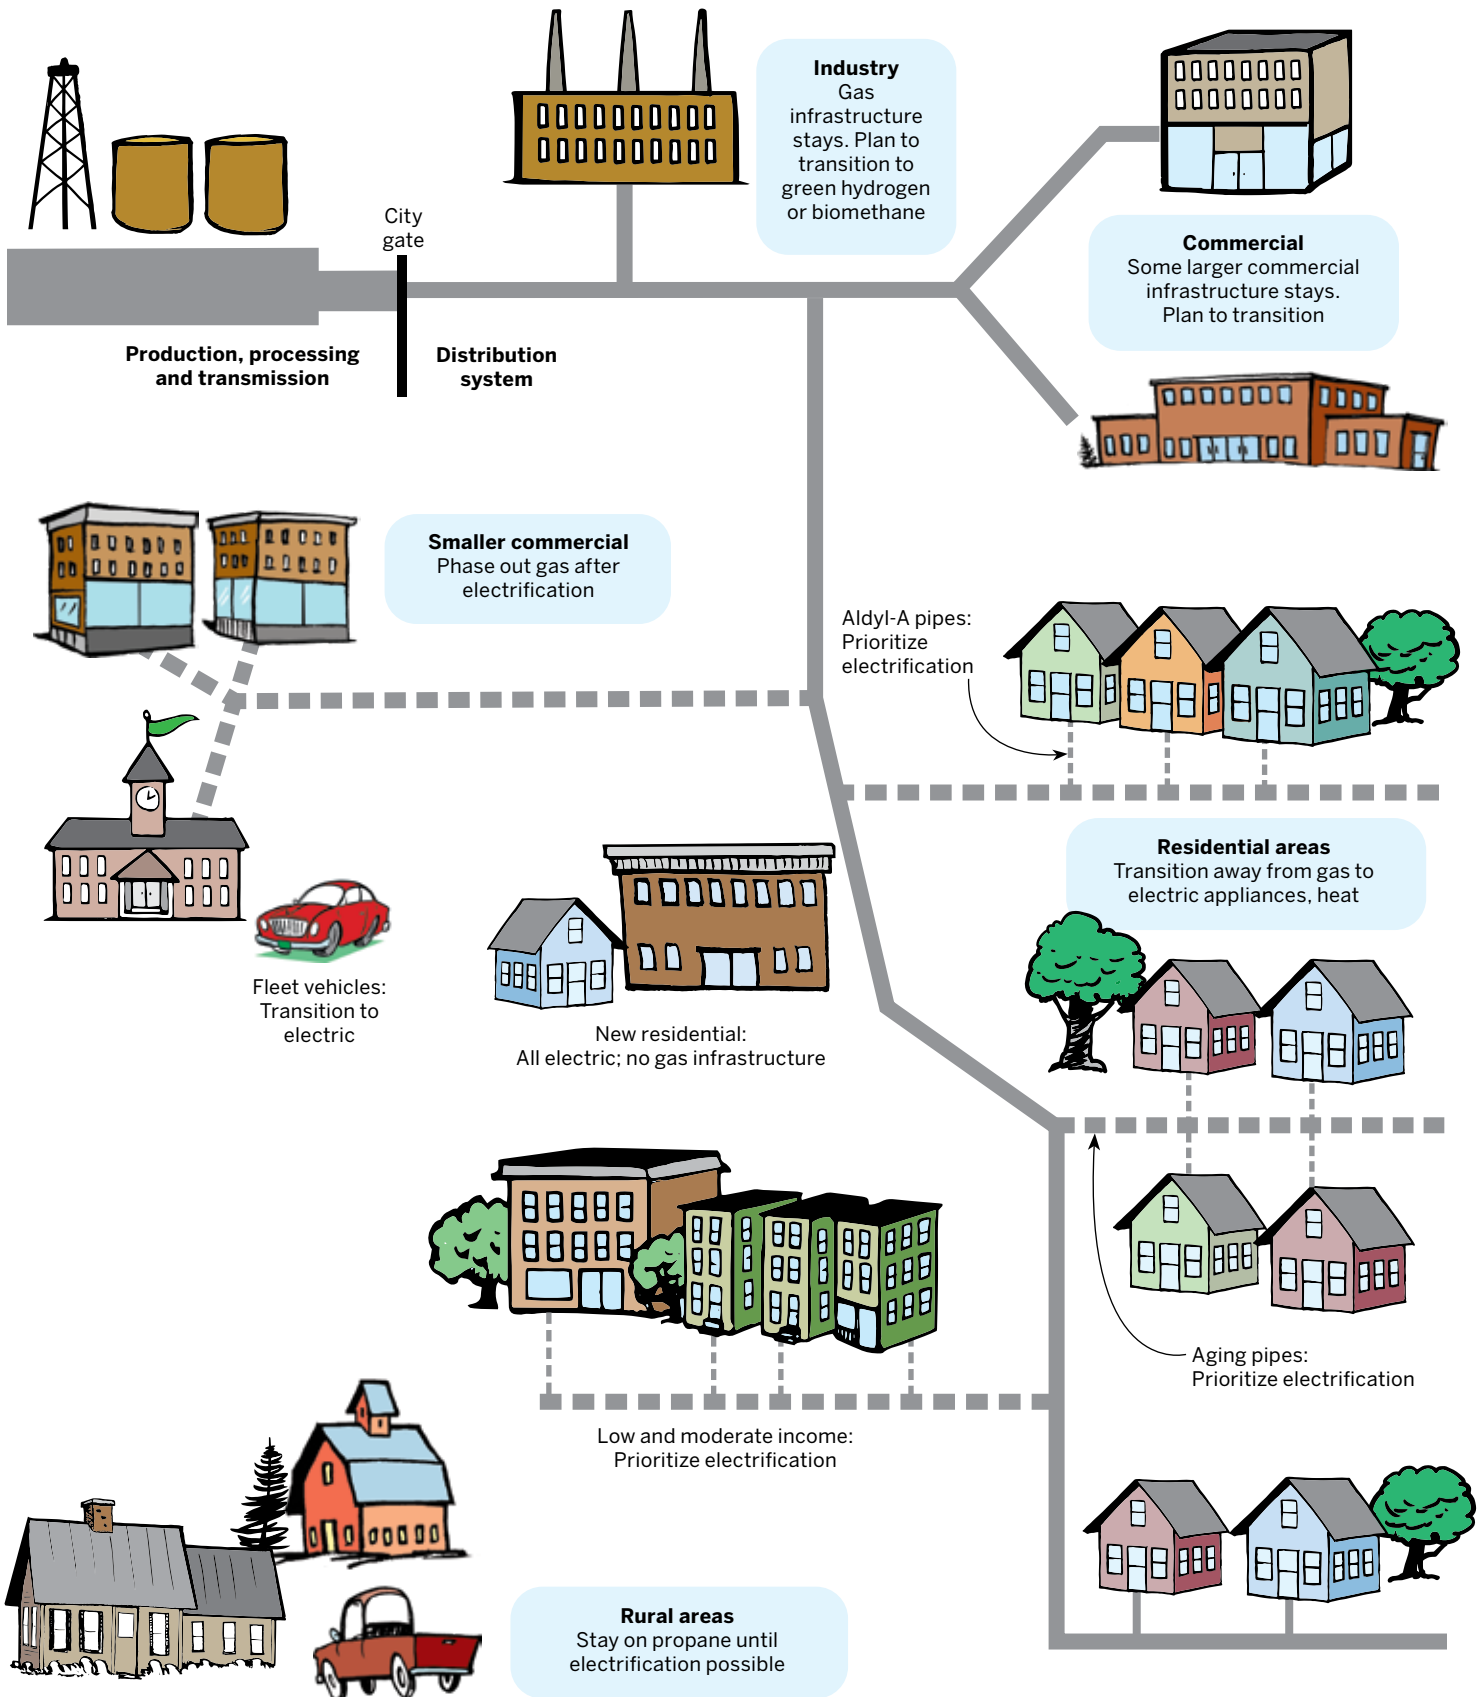 Industry
Gas
infrastructure
stays. Plan to
transition to
green hydrogen
or biomethane
City
gate
Commercial
Some larger commercial
infrastructure stays.
Plan to transition
Production, processing
and transmission
Distribution
system
Smaller commercial
Phase out gas after
electrification
Aldyl-A pipes:
Prioritize
electrification
Residential areas
Transition away from gas to
electric appliances, heat
Fleet vehicles:
Transition to
electric
New residential:
All electric; no gas infrastructure
Aging pipes:
Prioritize electrification
Low and moderate income:
Prioritize electrification
Rural areas
Stay on propane until
electrification possible